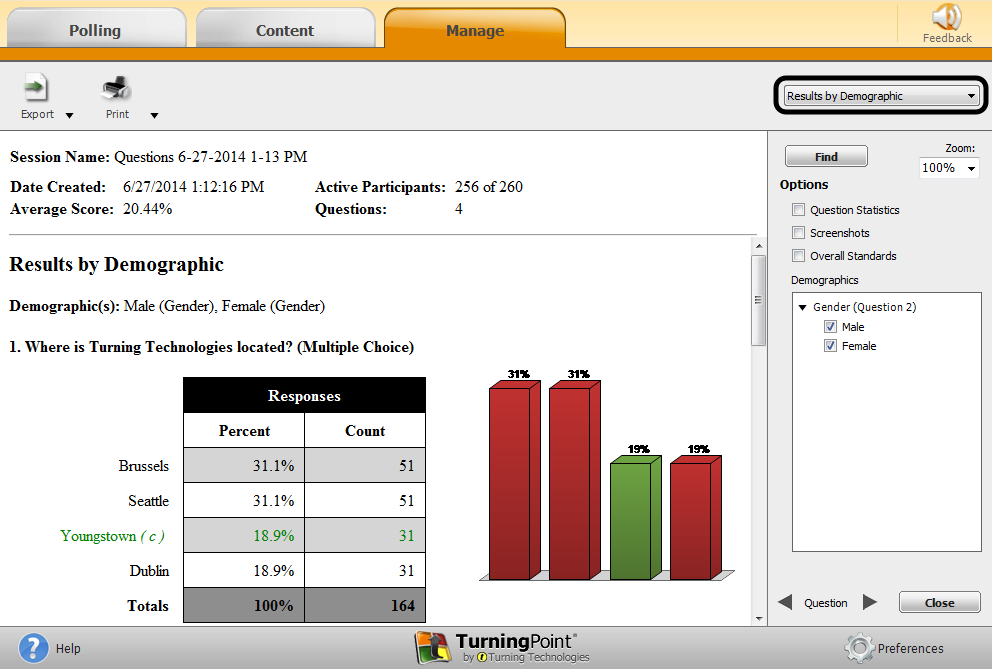 Polling Content Manage
Feedback
Export Print
Results by Demographic
Session Name: Questions 6-27-2014 1-13 PM
Date Created: 6/27/2014 1:12:16 PM Active Participants: 256 of 260
Average Score: 20.44% Questions: 4
Results by Demographic
Demographic(s): Male (Gender), Female (Gender)
1. Where is Turning Technologies located? (Multiple Choice)
Responses
Percent Count
Brussels 31.1% 51
Seattle 31.1% 51
Youngstown ( c ) 18.9% 31
Dublin 18.9% 31
Totals 100% 164
31% 31% 19% 19%
Find
Zoom:
100%
Options
Question Statistics
Screenshots
Overall Standards
Demographics
Gender (Question 2)
Male
Female
Question Close
? Help
TurningPoint®
by Turning Technologies
Preferences